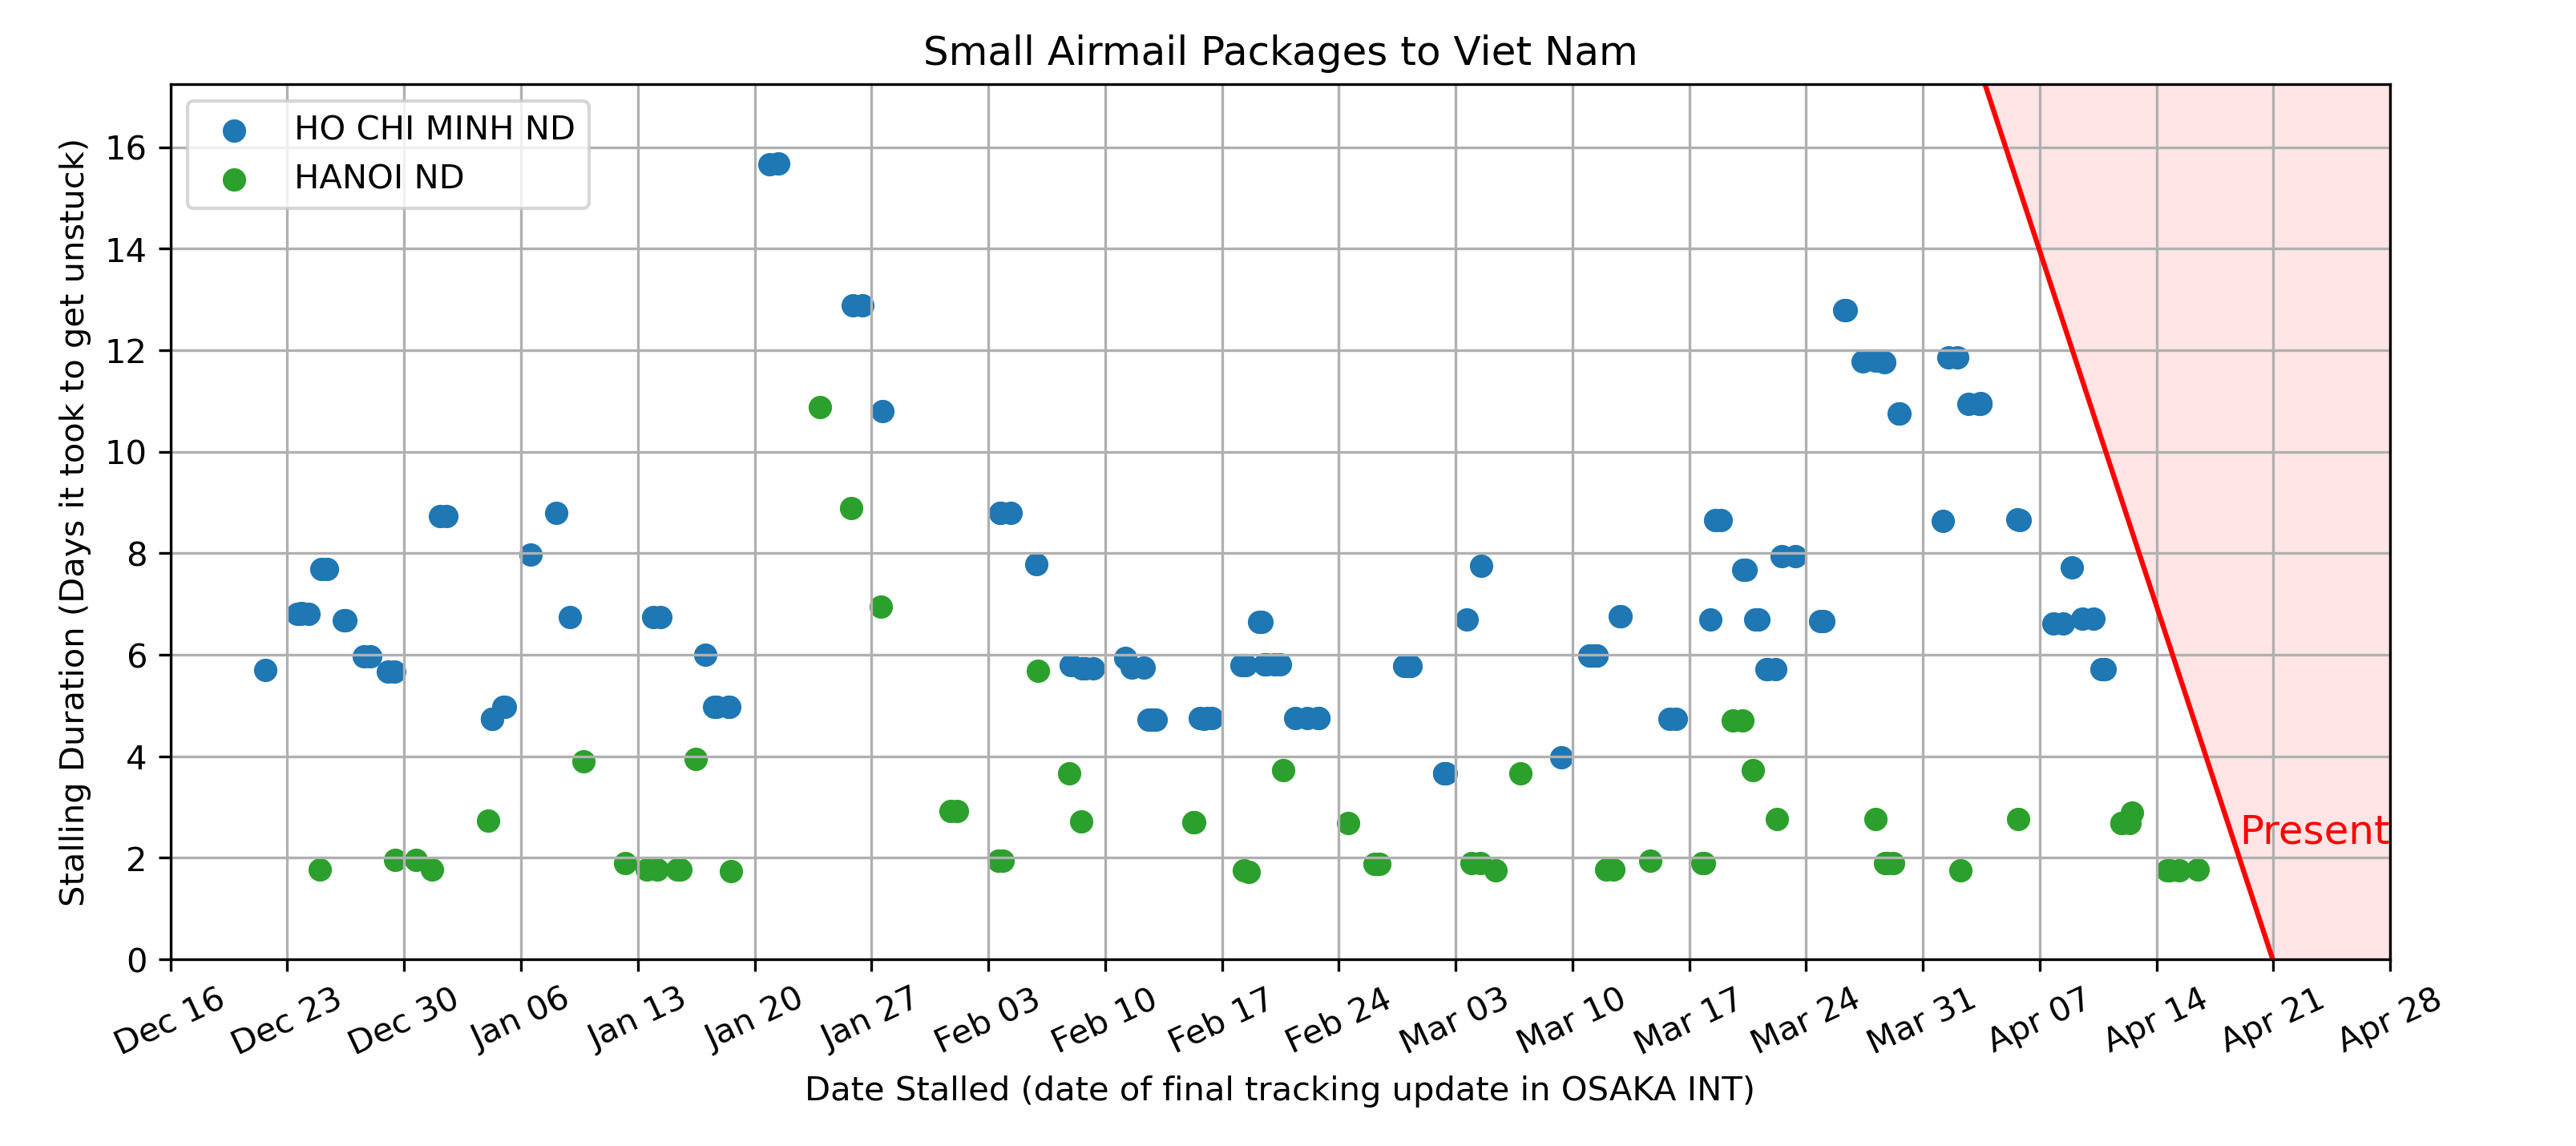 Small Airmail Packages to Viet Nam
HO CHI MINH ND
HANOI ND
Stalling Duration (Days it took to get unstuck)
16
14
12
10
8
6
4
2
0
Present
Dec 16
Dec 23
Dec 30
Jan 06
Jan 13
Jan 20
Jan 27
Feb 03
Feb 10
Feb 17
Feb 24
Mar 03
Mar 10
Mar 17
Mar 24
Mar 31
Apr 07
Apr 14
Apr 21
Apr 28
Date Stalled (date of final tracking update in OSAKA INT)